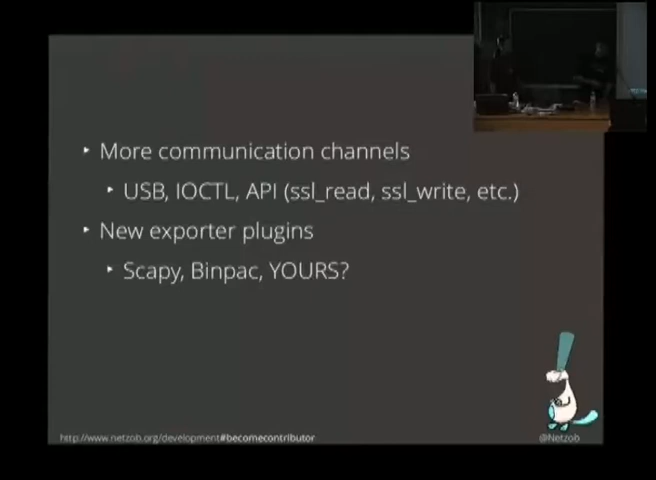 ‣ More communication channels
‣ USB, IOCTL, API (ssl_read, ssl_write, etc.)
‣ New exporter plugins
‣ Scapy, Binpac, YOURS?
http://www.netzob.org/development#becomecontributor
@Netzob